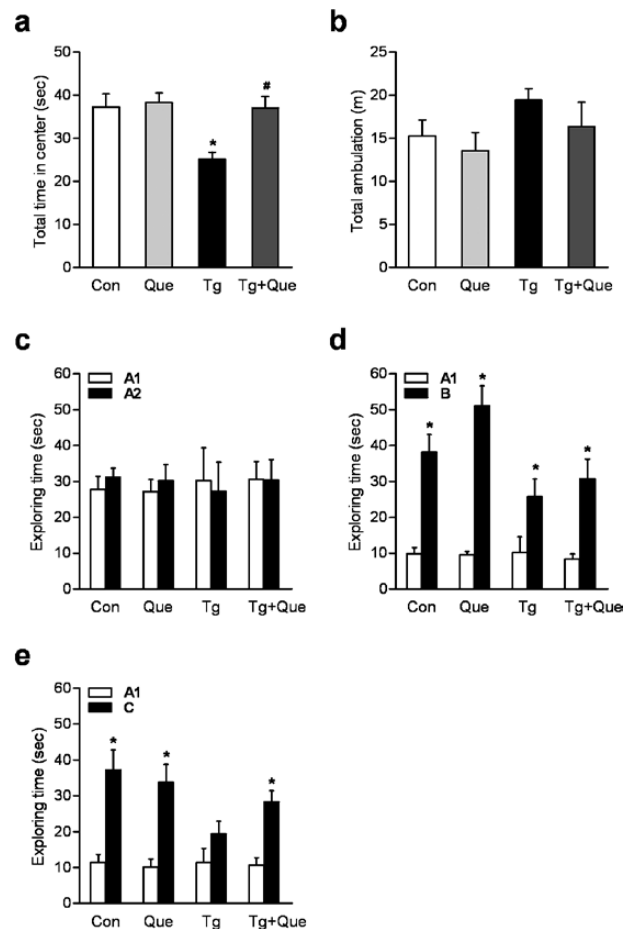 a
Total time in center (sec)
50
40
30
20
10
0
*
#
Con Que Tg Tg+Que
b
Total ambulation (m)
25
20
15
10
5
0
Con Que Tg Tg+Que
c
Exploring time (sec)
60
50
40
30
20
10
0
A1
A2
Con Que Tg Tg+Que
d
Exploring time (sec)
60
50
40
30
20
10
0
A1
B
*
*
*
*
Con Que Tg Tg+Que
e
Exploring time (sec)
60
50
40
30
20
10
0
A1
C
*
*
*
Con Que Tg Tg+Que